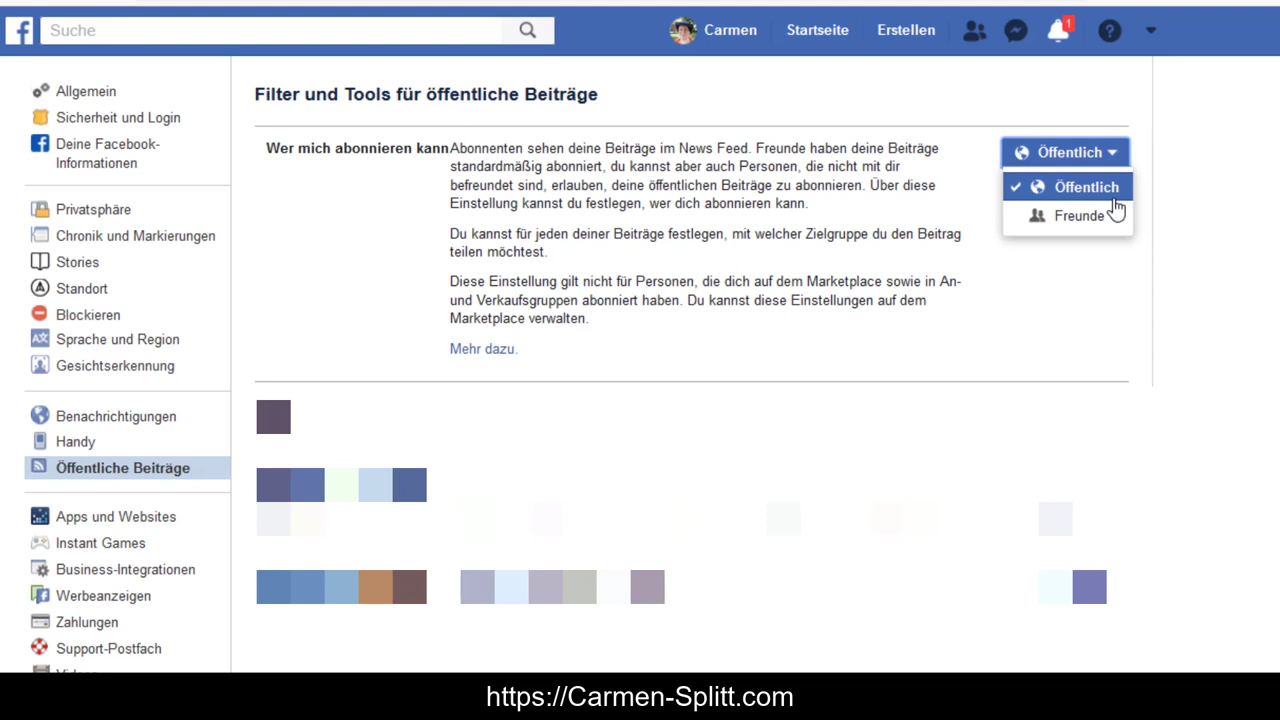 Suche
Carmen
Startseite
Erstellen
1
?
Allgemein
Sicherheit und Login
Deine Facebook-
Informationen
Privatsphäre
Chronik und Markierungen
Stories
Standort
Blockieren
Sprache und Region
Gesichtserkennung
Benachrichtigungen
Handy
Öffentliche Beiträge
Apps und Websites
Instant Games
Business-Integrationen
Werbeanzeigen
Zahlungen
Support-Postfach
Filter und Tools für öffentliche Beiträge
Wer mich abonnieren kann
Abonnenten sehen deine Beiträge im News Feed. Freunde haben deine Beiträge
standardmäßig abonniert, du kannst aber auch Personen, die nicht mit dir
befreundet sind, erlauben, deine öffentlichen Beiträge zu abonnieren. Über diese
Einstellung kannst du festlegen, wer dich abonnieren kann.
Du kannst für jeden deiner Beiträge festlegen, mit welcher Zielgruppe du den Beitrag
teilen möchtest.
Diese Einstellung gilt nicht für Personen, die dich auf dem Marketplace sowie in An-
und Verkaufsgruppen abonniert haben. Du kannst diese Einstellungen auf dem
Marketplace verwalten.
Mehr dazu.
Öffentlich
Öffentlich
Freunde
https://Carmen-Splitt.com